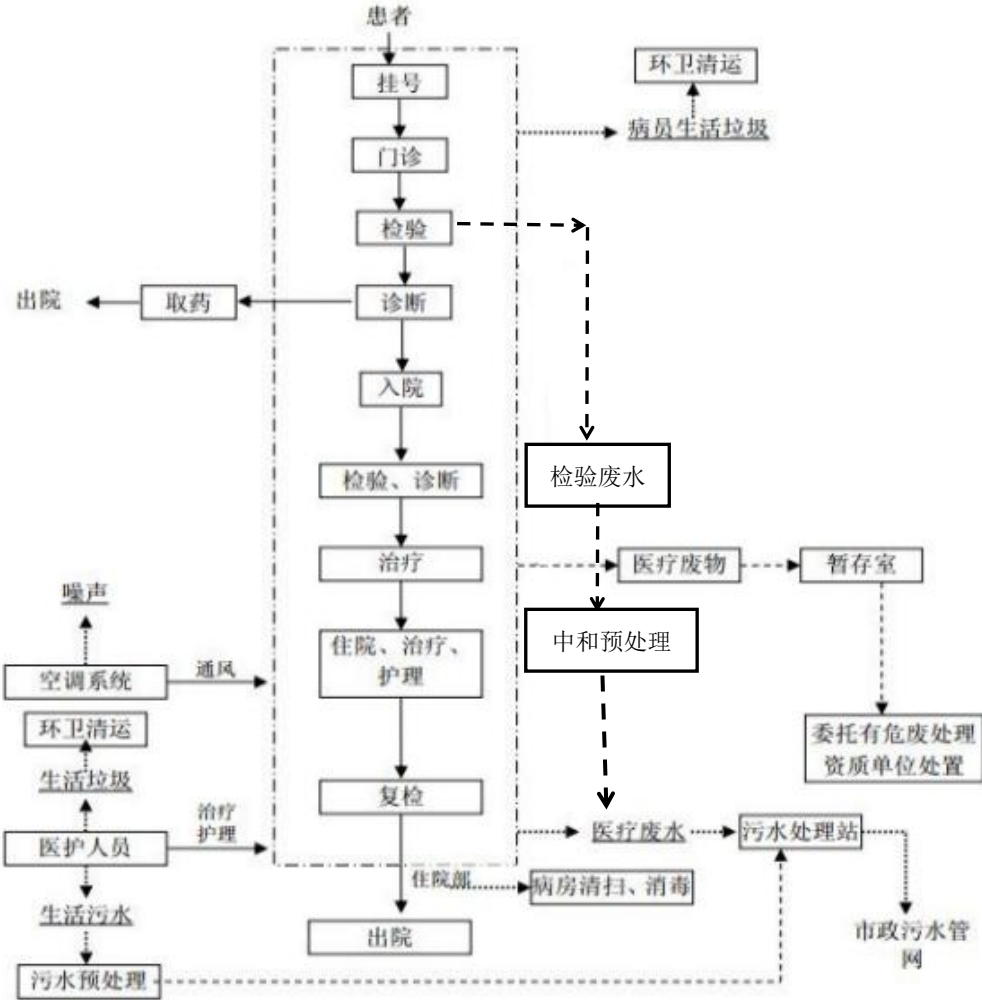 患者
挂号
环卫清运
病员生活垃圾
门诊
检验
出院
取药
诊断
入院
检验、诊断
检验废水
治疗
医疗废物
暂存室
噪声
住院、治疗、
护理
中和预处理
空调系统
通风
环卫清运
委托有危废处理
资质单位处置
生活垃圾
复检
治疗
护理
医护人员
医疗废水
污水处理站
住院部
病房清扫、消毒
生活污水
出院
市政污水管
网
污水预处理